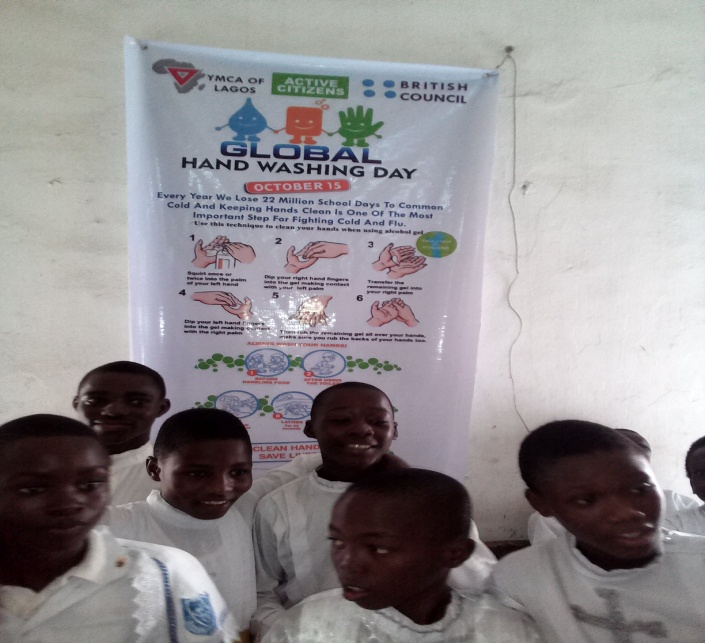 YMCA OF
LAGOS
ACTIVE
CITIZENS
BRITISH
COUNCIL
GLOBAL
HAND WASHING DAY
OCTOBER 15
Every Year We Lose 22 Million School Days To Common
Cold And Keeping Hands Clean Is One Of The Most
Important Step For Fighting Cold And Flu.
Use this technique to clean your hands when using alcohol gel
1
2
3
Squirt once or
twice into the palm
of your left hand
Dip your right hand fingers
into the gel making contact
with your left palm
Transfer the
remaining gel into
your right palm
4
5
6
Dip your left hand fingers
into the gel making contact
with the right palm
Then rub the remaining gel all over your hands,
make sure you rub the backs of your hands too.
ALWAYS WASH YOUR HANDS!
1
BEFORE
HANDLING FOOD
2
AFTER USING
THE TOILET
CLEAN HAND
SAVE LI